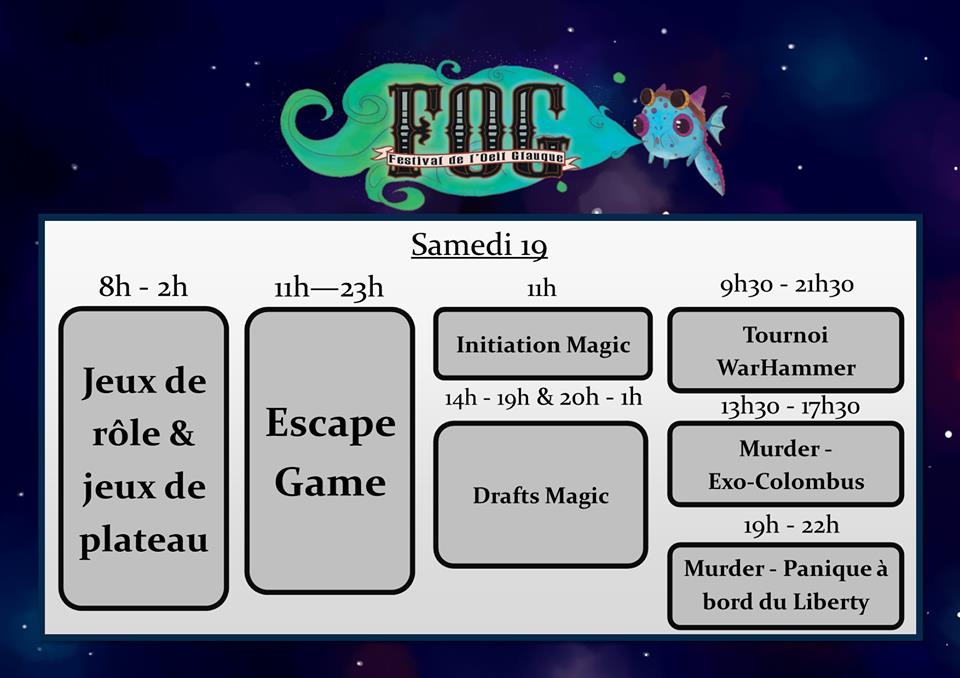 FOG
Festival de l'Oeil Glauque
Samedi 19
8h - 2h
Jeux de
rôle &
jeux de
plateau
11h—23h
Escape
Game
11h
Initiation Magic
14h - 19h & 20h - 1h
Drafts Magic
9h30 - 21h30
Tournoi
WarHammer
13h30 - 17h30
Murder -
Exo-Colombus
19h - 22h
Murder - Panique à
bord du Liberty